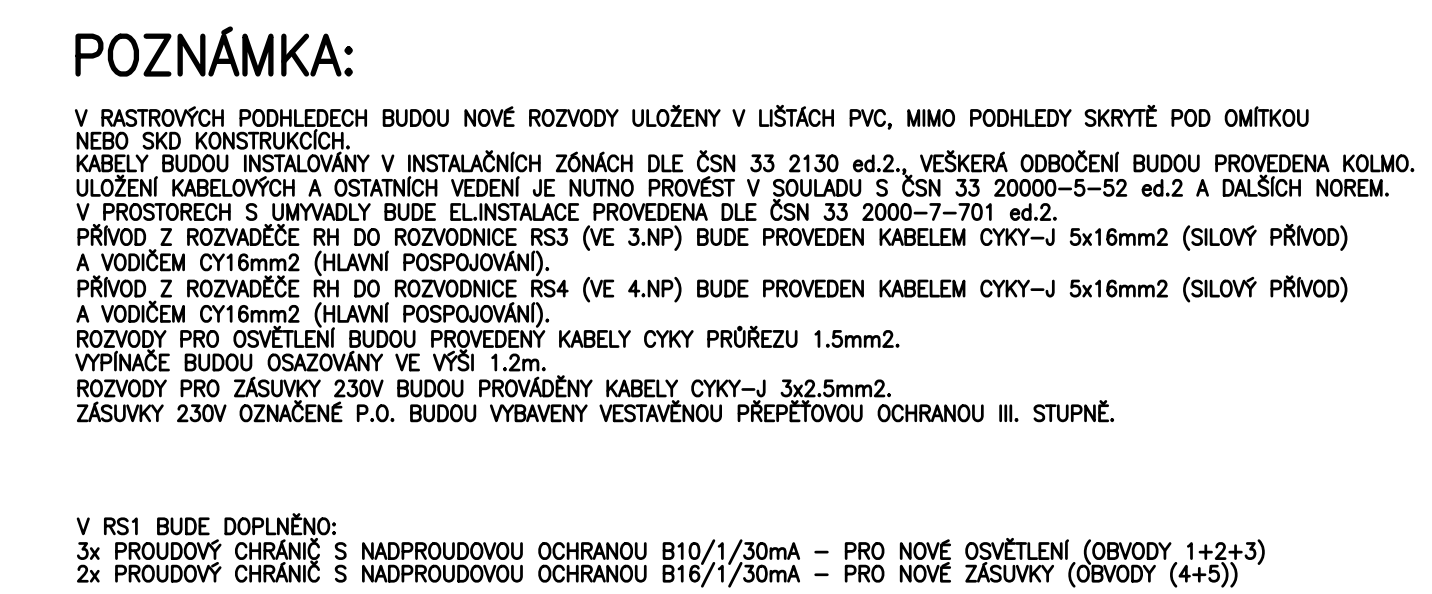 POZNÁMKA:
V RASTROVÝCH PODHLEDECH BUDOU NOVÉ ROZVODY ULOŽENY V LIŠTÁCH PVC, MIMO PODHLEDY SKRYTĚ POD OMÍTKOU
NEBO SKD KONSTRUKCÍCH.
KABELY BUDOU INSTALOVÁNY V INSTALAČNÍCH ZÓNÁCH DLE ČSN 33 2130 ed.2., VEŠKERÁ ODBOČENÍ BUDOU PROVEDENA KOLMO.
ULOŽENÍ KABELOVÝCH A OSTATNÍCH VEDENÍ JE NUTNO PROVÉST V SOULADU S ČSN 33 20000-5-52 ed.2 A DALŠÍCH NOREM.
V PROSTORECH S UMYVADLY BUDE EL.INSTALACE PROVEDENA DLE ČSN 33 2000-7-701 ed.2.
PŘÍVOD Z ROZVADĚČE RH DO ROZVODNICE RS3 (VE 3.NP) BUDE PROVEDEN KABELEM CYKY-J 5x16mm2 (SILOVÝ PŘÍVOD)
A VODIČEM CY16mm2 (HLAVNÍ POSPOJOVÁNÍ).
PŘÍVOD Z ROZVADĚČE RH DO ROZVODNICE RS4 (VE 4.NP) BUDE PROVEDEN KABELEM CYKY-J 5x16mm2 (SILOVÝ PŘÍVOD)
A VODIČEM CY16mm2 (HLAVNÍ POSPOJOVÁNÍ).
ROZVODY PRO OSVĚTLENÍ BUDOU PROVEDENY KABELY CYKY PRŮŘEZU 1.5mm2.
VYPÍNAČE BUDOU OSAZOVÁNY VE VÝŠI 1.2m.
ROZVODY PRO ZÁSUVKY 230V BUDOU PROVÁDĚNY KABELY CYKY-J 3x2.5mm2.
ZÁSUVKY 230V OZNAČENÉ P.O. BUDOU VYBAVENY VESTAVĚNOU PŘEPĚŤOVOU OCHRANOU III. STUPNĚ.
V RS1 BUDE DOPLNĚNO:
3x PROUDOVÝ CHRÁNIČ S NADPROUDOVOU OCHRANOU B10/1/30mA - PRO NOVÉ OSVĚTLENÍ (OBVODY 1+2+3)
2x PROUDOVÝ CHRÁNIČ S NADPROUDOVOU OCHRANOU B16/1/30mA - PRO NOVÉ ZÁSUVKY (OBVODY (4+5))